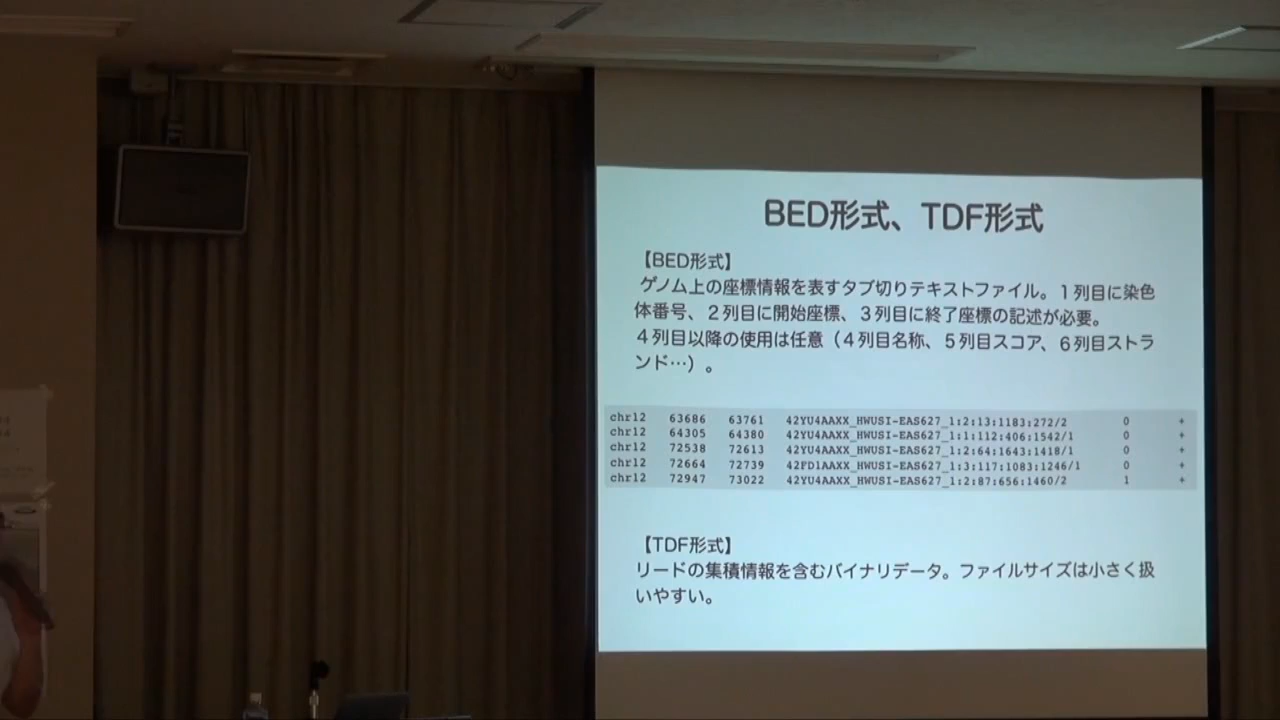 BED形式、TDF形式
【BED形式】
ゲノム上の座標情報を表すタブ切りテキストファイル。１列目に染色
体番号、２列目に開始座標、３列目に終了座標の記述が必要。
４列目以降の使用は任意（４列目名称、５列目スコア、６列目ストラ
ンド…）。
chr12 63686 63761 42YU4AAXX_HWUSI-EAS627_1:2:13:1183:272/2 0 +
chr12 64305 64380 42YU4AAXX_HWUSI-EAS627_1:1:112:406:1542/1 0 +
chr12 72538 72613 42YU4AAXX_HWUSI-EAS627_1:2:64:1643:1418/1 0 +
chr12 72664 72739 42FD1AAXX_HWUSI-EAS627_1:3:117:1083:1246/1 0 +
chr12 72947 73022 42YU4AAXX_HWUSI-EAS627_1:2:87:656:1460/2 1 +
【TDF形式】
リードの集積情報を含むバイナリデータ。ファイルサイズは小さく扱
いやすい。